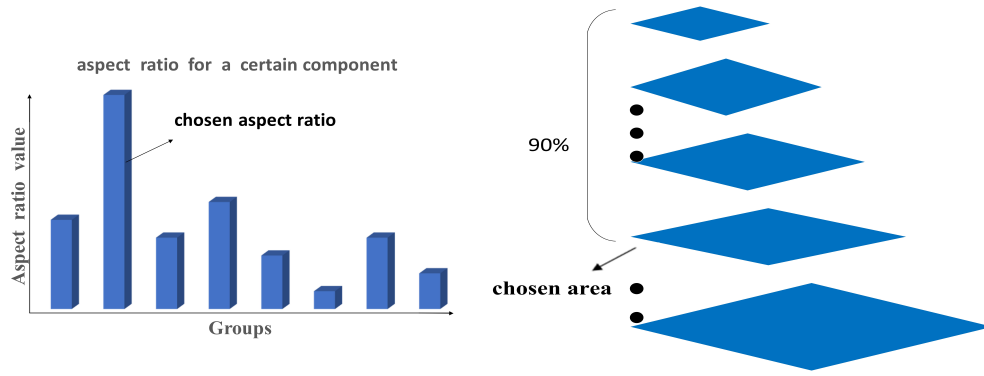 aspect ratio for a certain component
chosen aspect ratio
Aspect ratio value
Groups
90%
chosen area